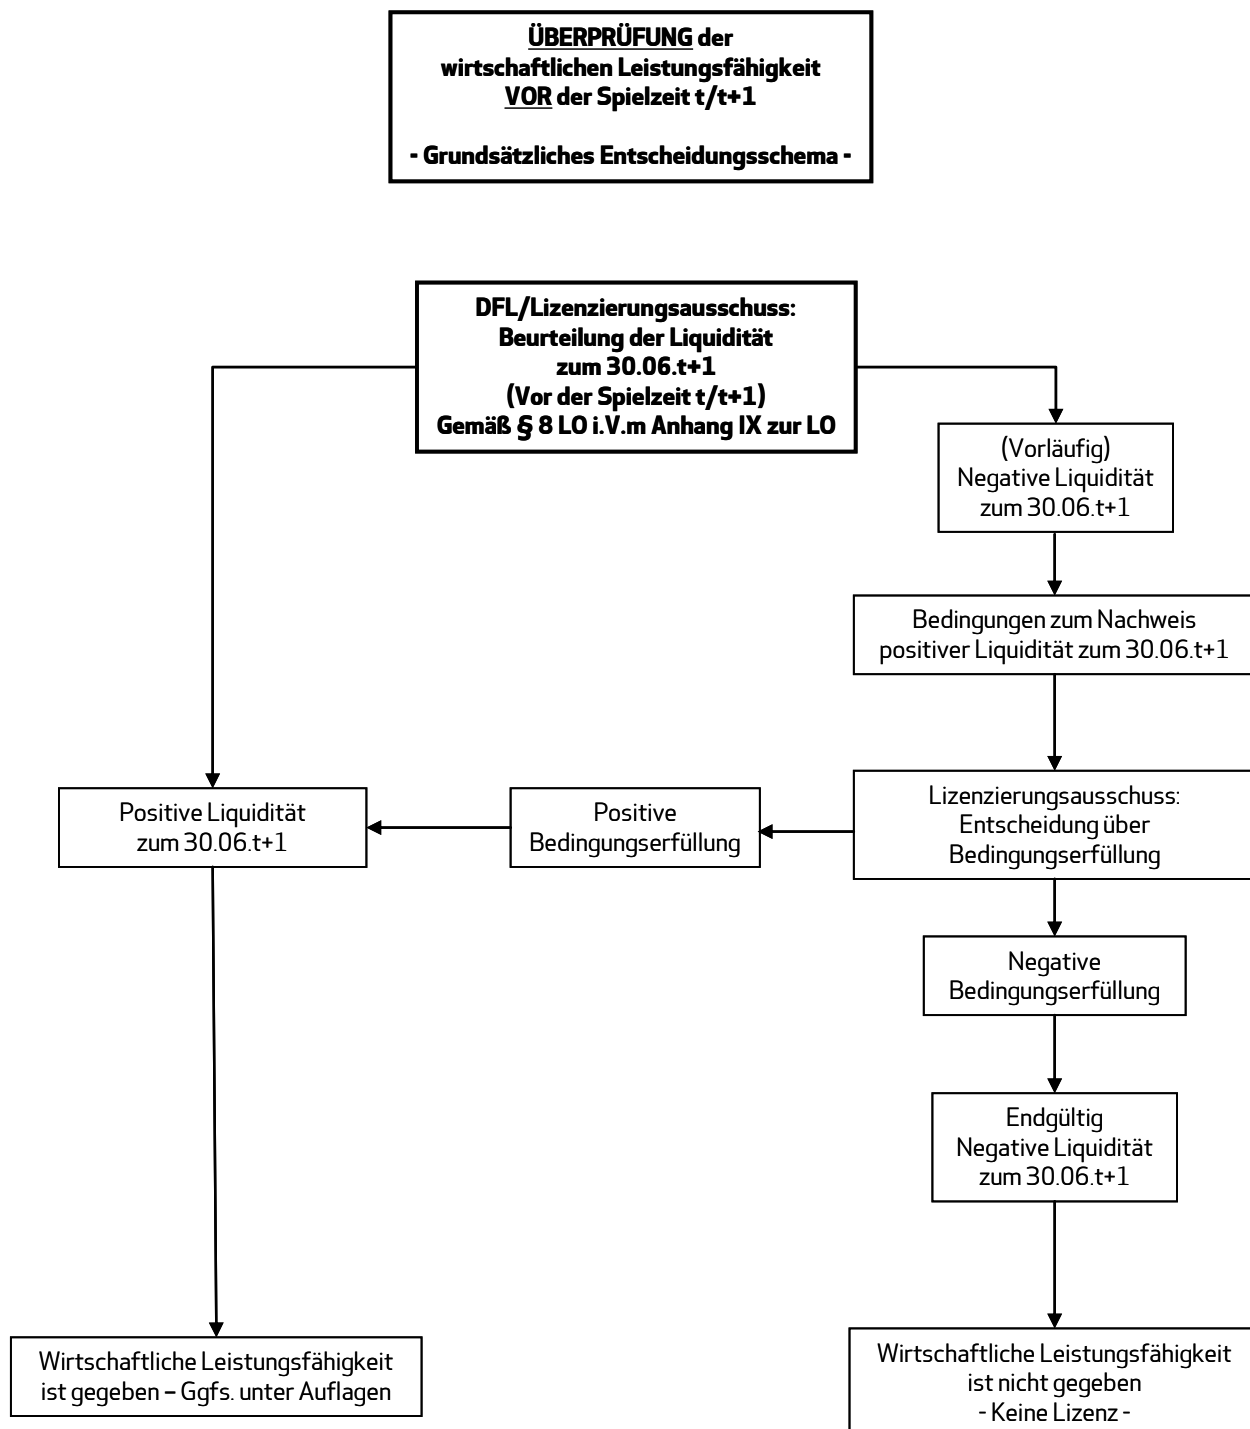 ÜBERPRÜFUNG der
wirtschaftlichen Leistungsfähigkeit
VOR der Spielzeit t/t+1
- Grundsätzliches Entscheidungsschema -
DFL/Lizenzierungsausschuss:
Beurteilung der Liquidität
zum 30.06.t+1
(Vor der Spielzeit t/t+1)
Gemäß § 8 LO i.V.m Anhang IX zur LO
(Vorläufig)
Negative Liquidität
zum 30.06.t+1
Bedingungen zum Nachweis
positiver Liquidität zum 30.06.t+1
Positive Liquidität
zum 30.06.t+1
Positive
Bedingungserfüllung
Lizenzierungsausschuss:
Entscheidung über
Bedingungserfüllung
Negative
Bedingungserfüllung
Endgültig
Negative Liquidität
zum 30.06.t+1
Wirtschaftliche Leistungsfähigkeit
ist gegeben – Ggfs. unter Auflagen
Wirtschaftliche Leistungsfähigkeit
ist nicht gegeben
- Keine Lizenz -